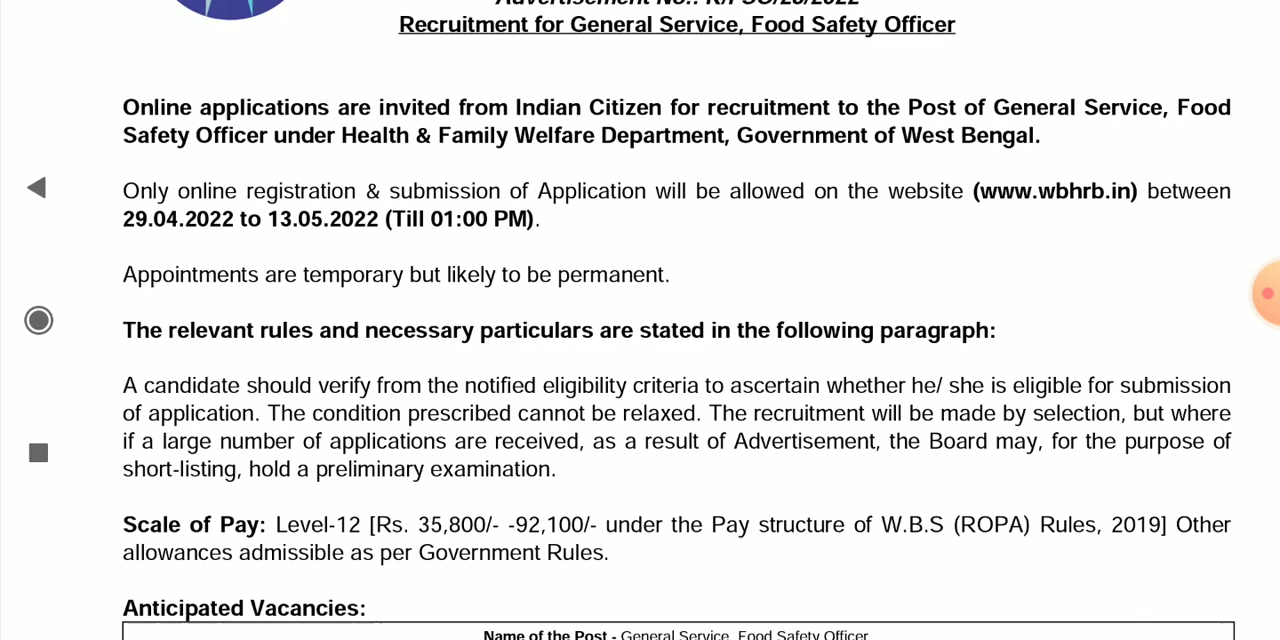 Advertisement No.:
Recruitment for General Service, Food Safety Officer
Online applications are invited from Indian Citizen for recruitment to the Post of General Service, Food
Safety Officer under Health & Family Welfare Department, Government of West Bengal.
Only online registration & submission of Application will be allowed on the website (www.wbhrb.in) between
29.04.2022 to 13.05.2022 (Till 01:00 PM).
Appointments are temporary but likely to be permanent.
The relevant rules and necessary particulars are stated in the following paragraph:
A candidate should verify from the notified eligibility criteria to ascertain whether he/ she is eligible for submission
of application. The condition prescribed cannot be relaxed. The recruitment will be made by selection, but where
if a large number of applications are received, as a result of Advertisement, the Board may, for the purpose of
short-listing, hold a preliminary examination.
Scale of Pay: Level-12 [Rs. 35,800/- -92,100/- under the Pay structure of W.B.S (ROPA) Rules, 2019] Other
allowances admissible as per Government Rules.
Anticipated Vacancies:
Name of the Post - General Service, Food Safety Officer